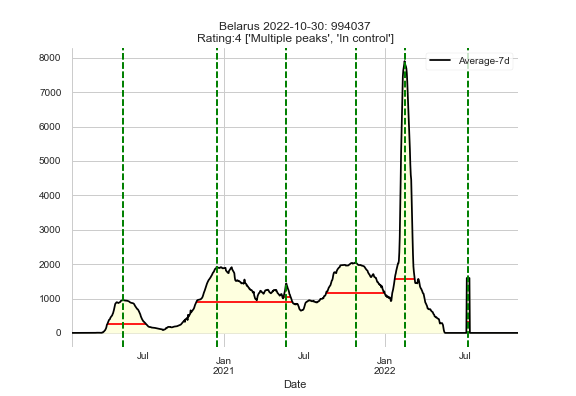 Belarus 2022-10-30: 994037
Rating:4 ['Multiple peaks', 'In control']
Average-7d
8000
7000
6000
5000
4000
3000
2000
1000
0
Jul
Jan
2021
Jul
Jan
2022
Jul
Date